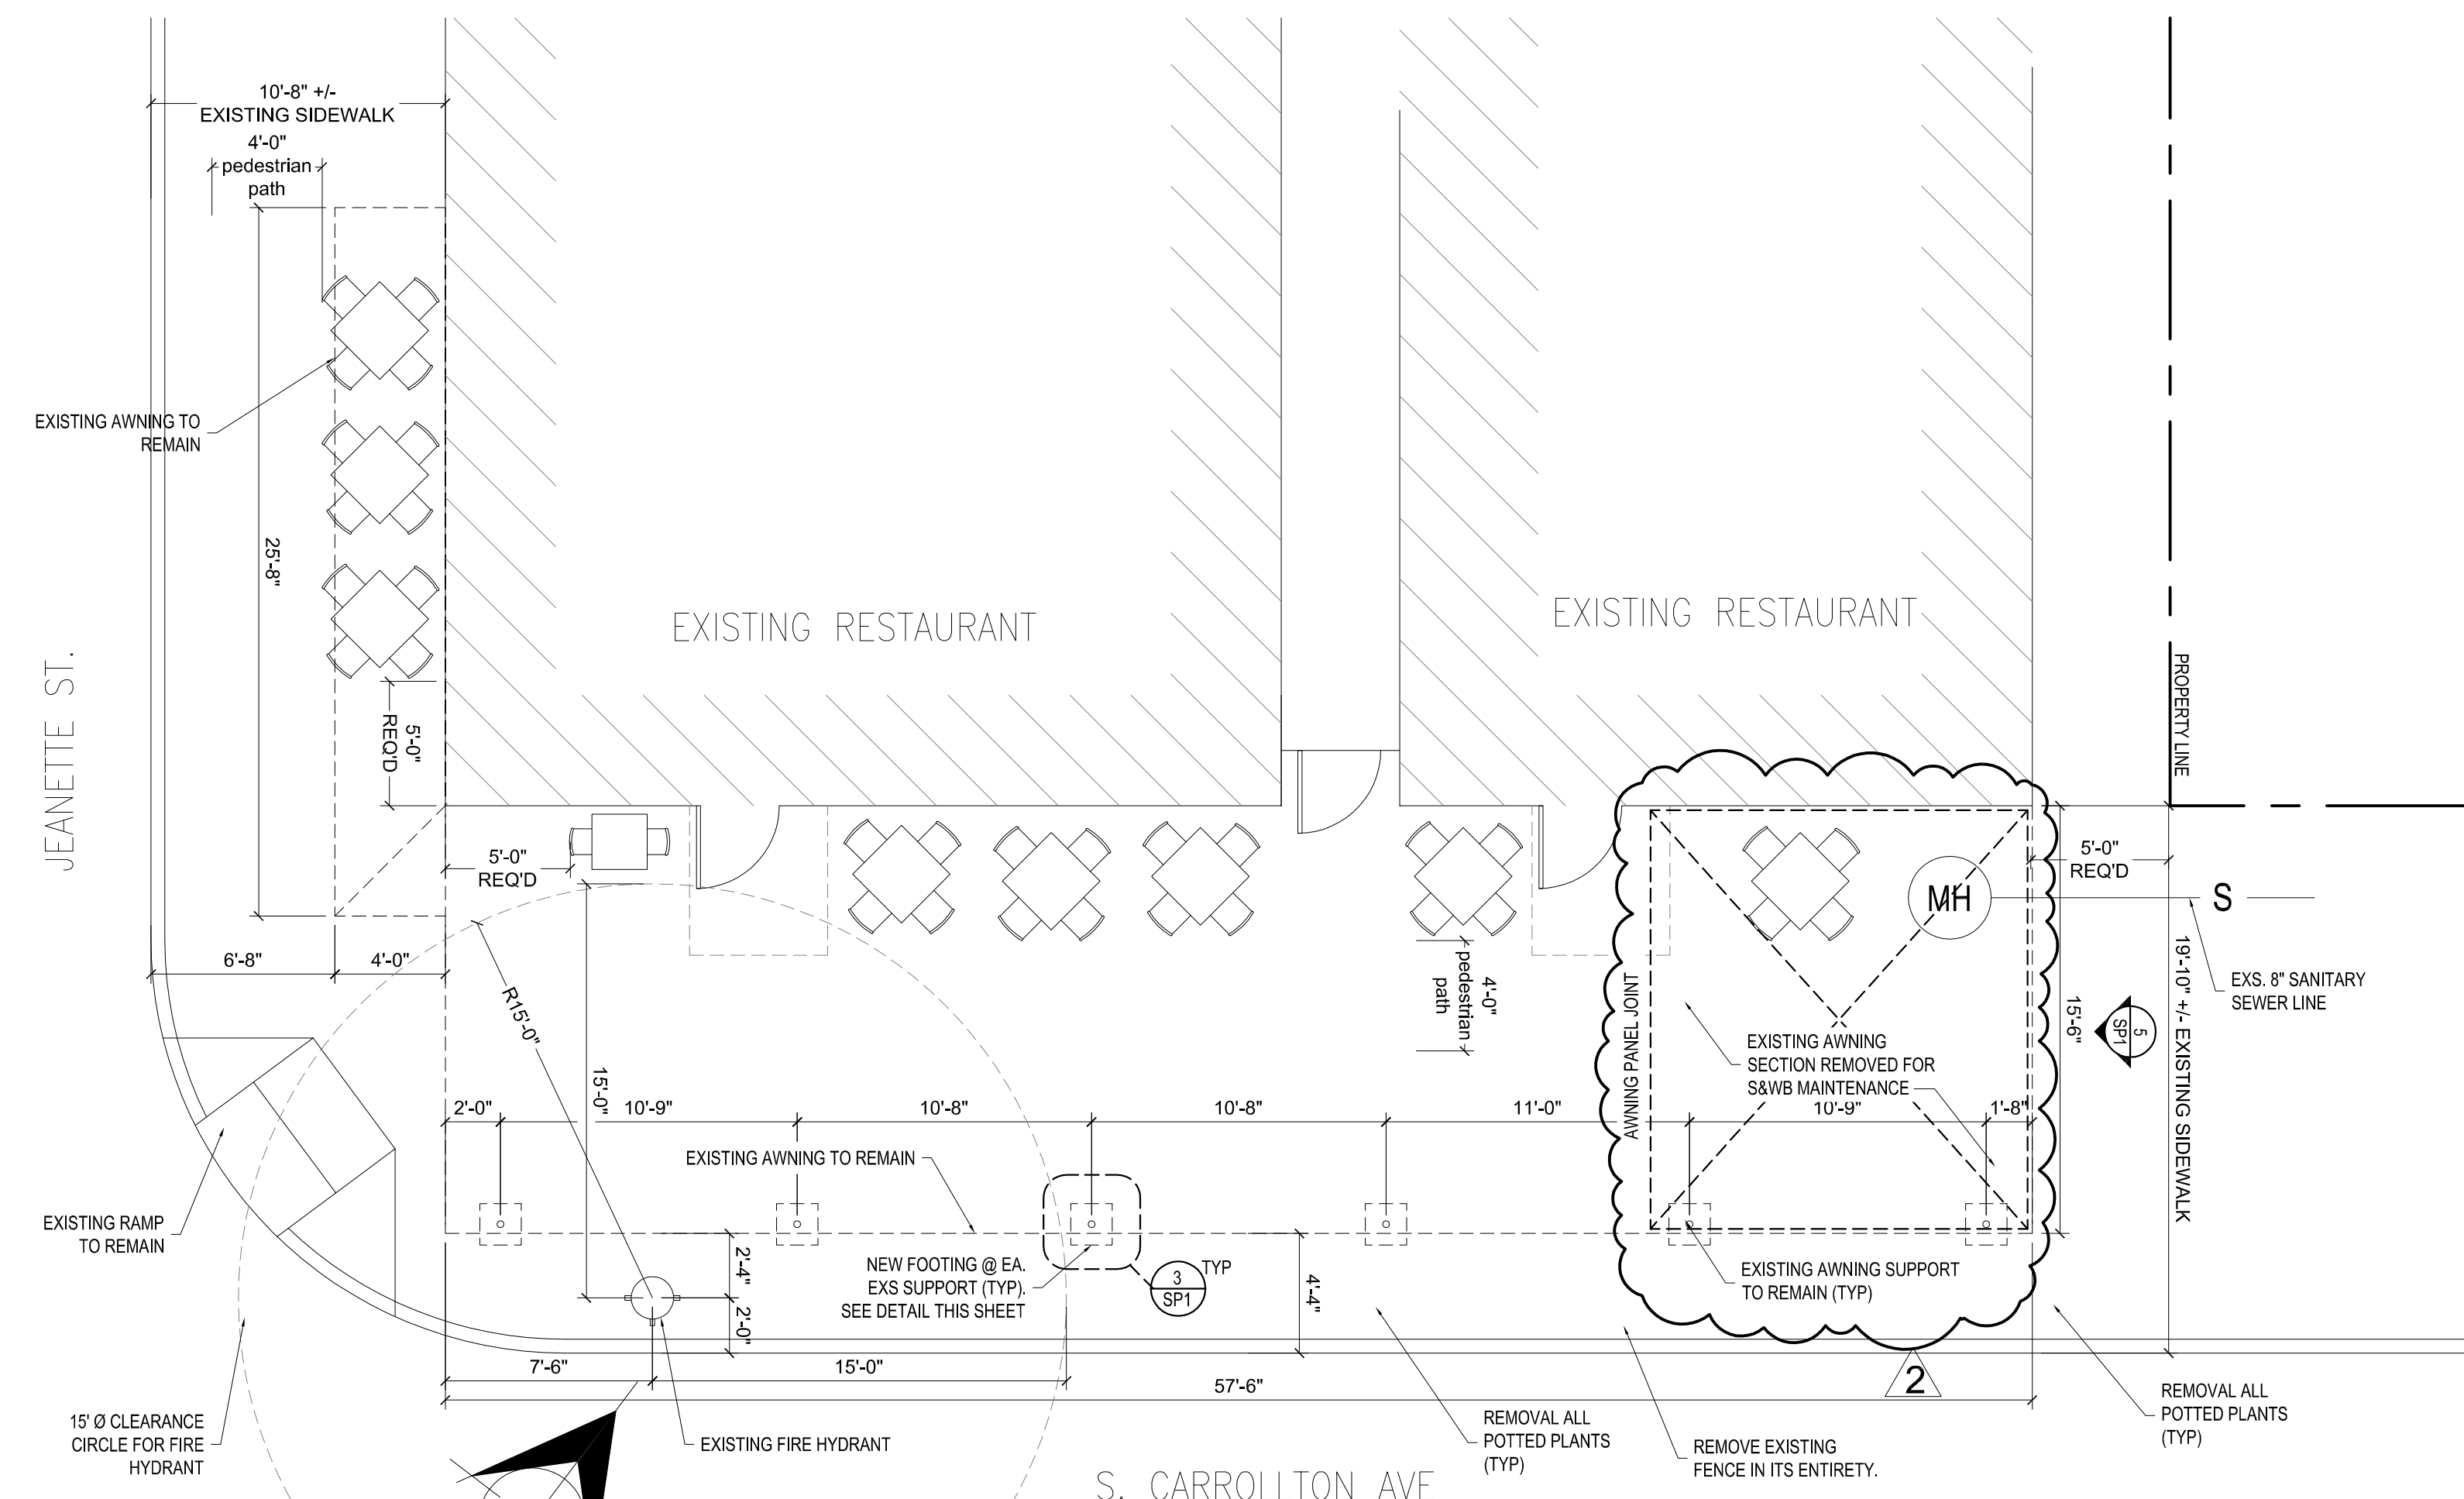 10'-8" +/-
EXISTING SIDEWALK
4'-0"
pedestrian
path
EXISTING AWNING TO
REMAIN
25'-8"
EXISTING RESTAURANT
EXISTING RESTAURANT
JEANETTE ST.
5'-0"
REQ'D
PROPERTY LINE
5'-0"
REQ'D
5'-0"
REQ'D
MH
S
6'-8"
4'-0"
R15'-0"
15'-0"
4'-0"
pedestrian
path
AWNING PANEL JOINT
EXISTING AWNING
SECTION REMOVED FOR
S&WB MAINTENANCE
15'-6"
5
SP1
19'-10" +/- EXISTING SIDEWALK
EXS. 8" SANITARY
SEWER LINE
2'-0"
10'-9"
10'-8"
10'-8"
11'-0"
10'-9"
1'-8"
EXISTING AWNING TO REMAIN
EXISTING RAMP
TO REMAIN
2'-4"
2'-0"
NEW FOOTING @ EA.
EXS SUPPORT (TYP).
SEE DETAIL THIS SHEET
3
SP1
TYP
4'-4"
EXISTING AWNING SUPPORT
TO REMAIN (TYP)
7'-6"
15'-0"
57'-6"
2
15' Ø CLEARANCE
CIRCLE FOR FIRE
HYDRANT
EXISTING FIRE HYDRANT
REMOVAL ALL
POTTED PLANTS
(TYP)
REMOVE EXISTING
FENCE IN ITS ENTIRETY.
REMOVAL ALL
POTTED PLANTS
(TYP)
S. CARROLLTON AVE